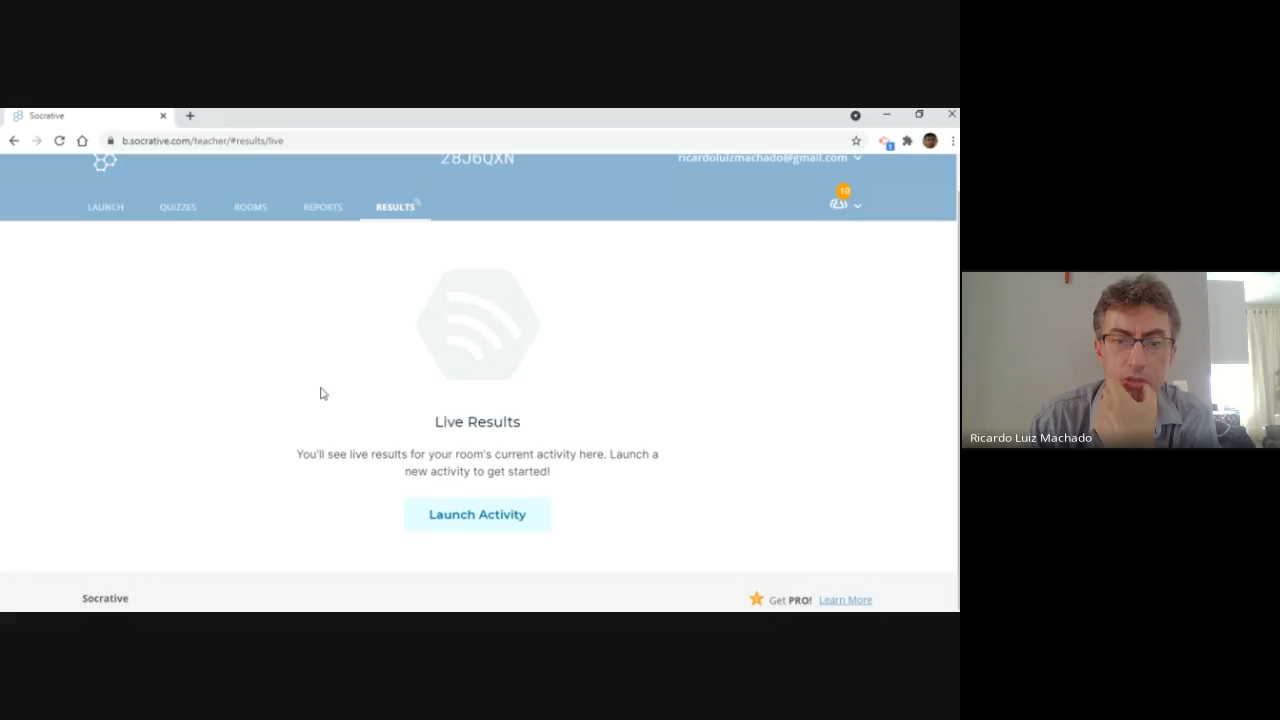 Socrative
b.socrative.com/teacher/#results/live
28J6QXN
ricardoluizmachado@gmail.com
10
LAUNCH QUIZZES ROOMS REPORTS RESULTS
Live Results
You'll see live results for your room's current activity here. Launch a
new activity to get started!
Launch Activity
Socrative
Get PRO! Learn More
Ricardo Luiz Machado